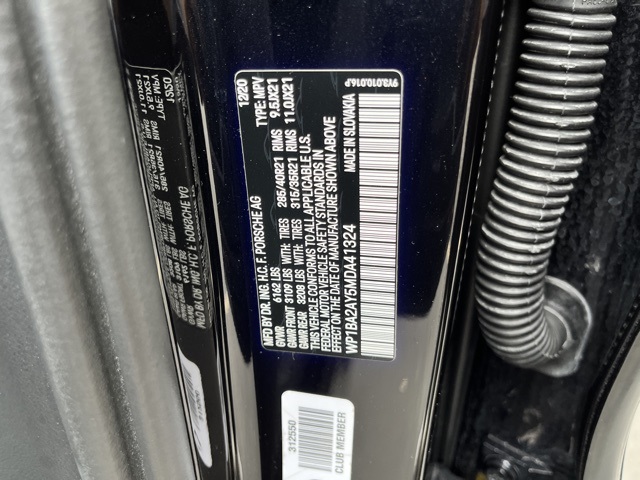 MFD BY DR. ING. H.C. F. PORSCHE AG 12/20
GVWR 6162 LBS TYPE: MPV
GAWR FRONT 3109 LBS WITH: TIRES 285/40R21 RIMS 9.5JX21
GAWR REAR 3208 LBS WITH: TIRES 315/35R21 RIMS 11.0JX21
THIS VEHICLE CONFORMS TO ALL APPLICABLE U.S.
FEDERAL MOTOR VEHICLE SAFETY STANDARDS IN
EFFECT ON THE DATE OF MANUFACTURE SHOWN ABOVE
WP1BA2AY5MDA41324 MADE IN SLOVAKIA
9Y3.010.016.P
312550
CLUB MEMBER